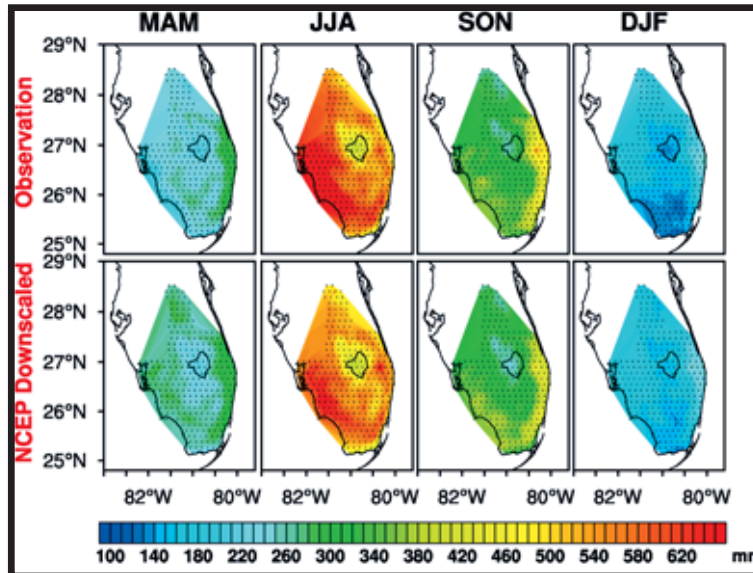 MAM JJA SON DJF
29°N
28°N
27°N
26°N
25°N
Observation
29°N
28°N
27°N
26°N
25°N
NCEP Downscaled
82°W 80°W 82°W 80°W 82°W 80°W 82°W 80°W
100 140 180 220 260 300 340 380 420 460 500 540 580 620 mm